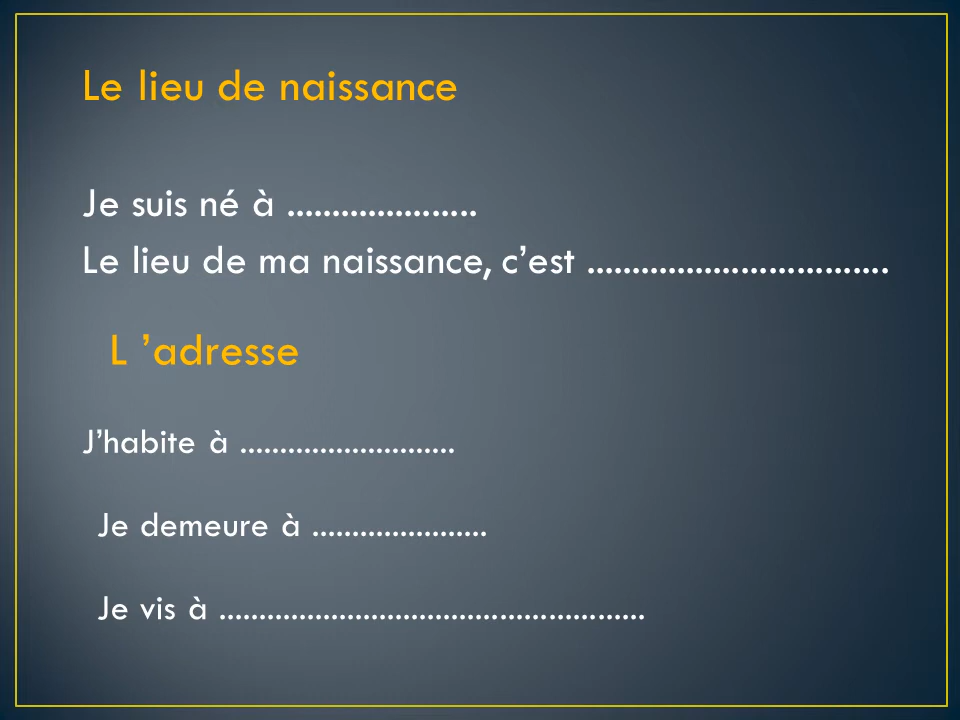 Le lieu de naissance
Je suis né à .....................
Le lieu de ma naissance, c’est .................................
L ’adresse
J’habite à ...........................
Je demeure à ......................
Je vis à .....................................................